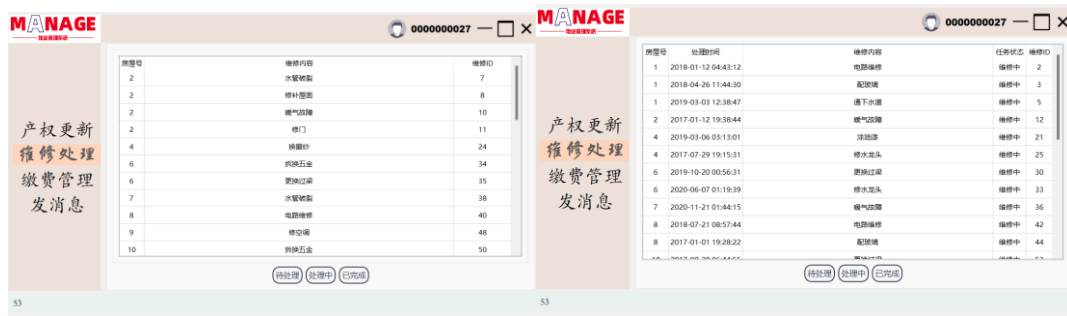 MANAGE
物业管理系统
0000000027
产权更新
维修处理
缴费管理
发消息
房屋号 维修内容 维修ID
2 水管破裂 7
2 修补屋面 8
2 暖气故障 10
2 修门 11
4 换窗纱 24
6 拆换五金 34
6 更换过梁 35
7 水管破裂 38
8 电路维修 40
9 修空调 48
10 拆换五金 50
待处理 处理中 已完成
53
MANAGE
物业管理系统
0000000027
产权更新
维修处理
缴费管理
发消息
房屋号 处理时间 维修内容 任务状态 维修ID
1 2018-01-12 04:43:12 电路维修 维修中 2
1 2018-04-26 11:44:30 配玻璃 维修中 3
1 2019-03-03 12:38:47 通下水道 维修中 5
2 2017-01-12 19:38:44 暖气故障 维修中 12
4 2019-03-06 03:13:01 涂油漆 维修中 21
4 2017-07-29 19:15:31 修水龙头 维修中 25
6 2019-10-20 00:56:31 更换过梁 维修中 30
6 2020-06-07 01:19:39 修水龙头 维修中 33
7 2020-11-21 01:44:15 暖气故障 维修中 36
8 2018-07-21 08:57:44 电路维修 维修中 42
8 2017-01-01 19:28:22 配玻璃 维修中 44
待处理 处理中 已完成
53